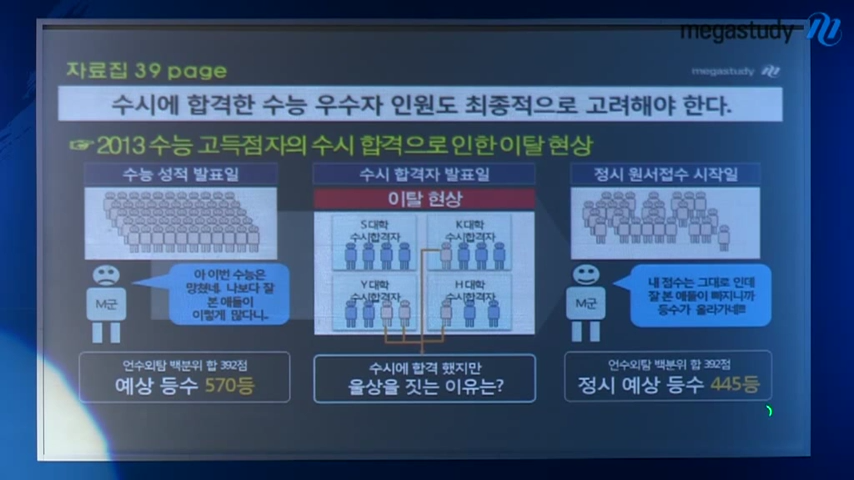 megastudy
자료집 39 page
megastudy
수시에 합격한 수능 우수자 인원도 최종적으로 고려해야 한다.
☞ 2013 수능 고득점자의 수시 합격으로 인한 이탈 현상
수능 성적 발표일
수시 합격자 발표일
정시 원서접수 시작일
이탈 현상
S대학
수시합격자
K대학
수시합격자
Y대학
수시합격자
H대학
수시합격자
M군
아 이번 수능은
망쳤네. 나보다 잘
본 애들이
이렇게 많다니..
M군
내 점수는 그대로 인데
잘 본 애들이 빠지니까
등수가 올라가네!!!
언수외탐 백분위 합 392점
예상 등수 570등
수시에 합격 했지만
울상을 짓는 이유는?
언수외탐 백분위 합 392점
정시 예상 등수 445등